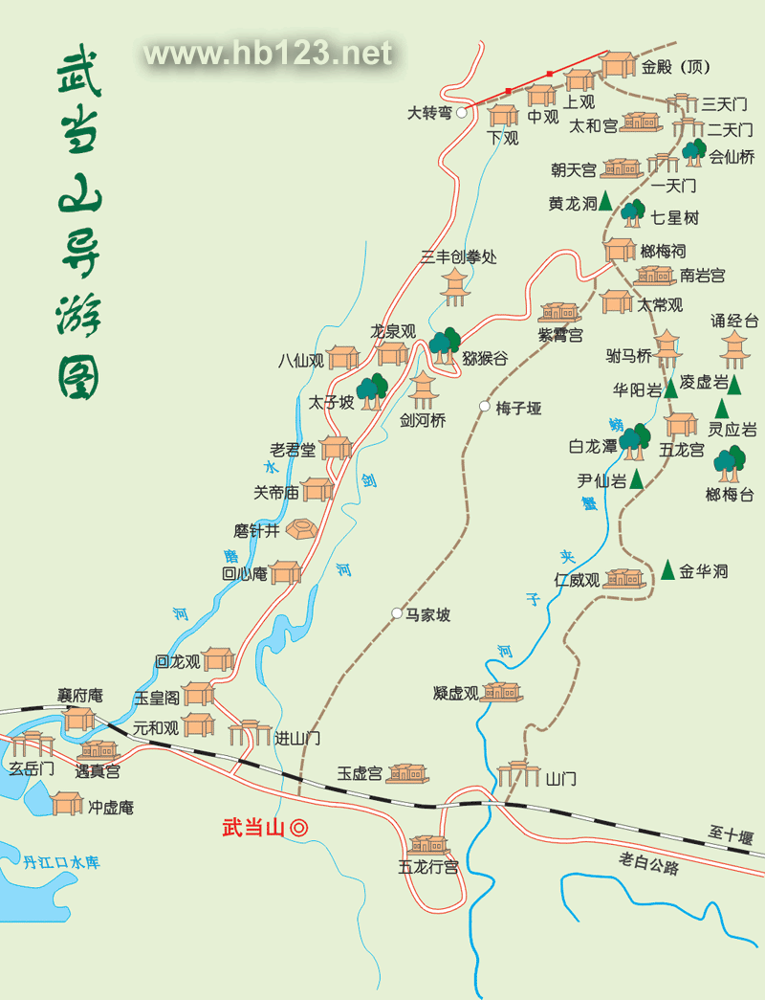 www.hb123.net
武当山导游图
金殿（顶）
大转弯
上观
中观
下观
三天门
太和宫
二天门
会仙桥
朝天宫
一天门
黄龙洞
七星树
榔梅祠
三丰创拳处
南岩宫
太常观
紫霄宫
诵经台
龙泉观
八仙观
猕猴谷
驸马桥
太子坡
剑河桥
华阳岩
凌虚岩
梅子垭
灵应岩
老君堂
白龙潭
五龙宫
关帝庙
尹仙岩
榔梅台
磨针井
回心庵
仁威观
金华洞
水磨河
剑河
螃蟹夹子河
马家坡
回龙观
襄府庵
玉皇阁
凝虚观
元和观
进山门
玄岳门
遇真宫
玉虚宫
山门
冲虚庵
武当山
至十堰
五龙行宫
老白公路
丹江口水库